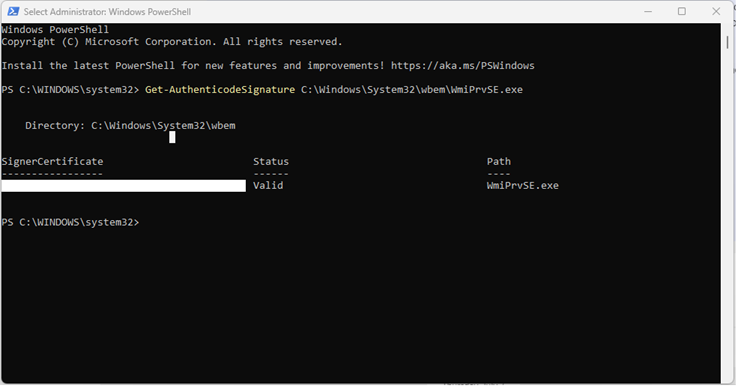 Select Administrator: Windows PowerShell
Windows PowerShell
Copyright (C) Microsoft Corporation. All rights reserved.
Install the latest PowerShell for new features and improvements! https://aka.ms/PSWindows
PS C:\WINDOWS\system32> Get-AuthenticodeSignature C:\Windows\System32\wbem\WmiPrvSE.exe
Directory: C:\Windows\System32\wbem
SignerCertificate Status Path
----------------- ------ ----
Valid WmiPrvSE.exe
PS C:\WINDOWS\system32>